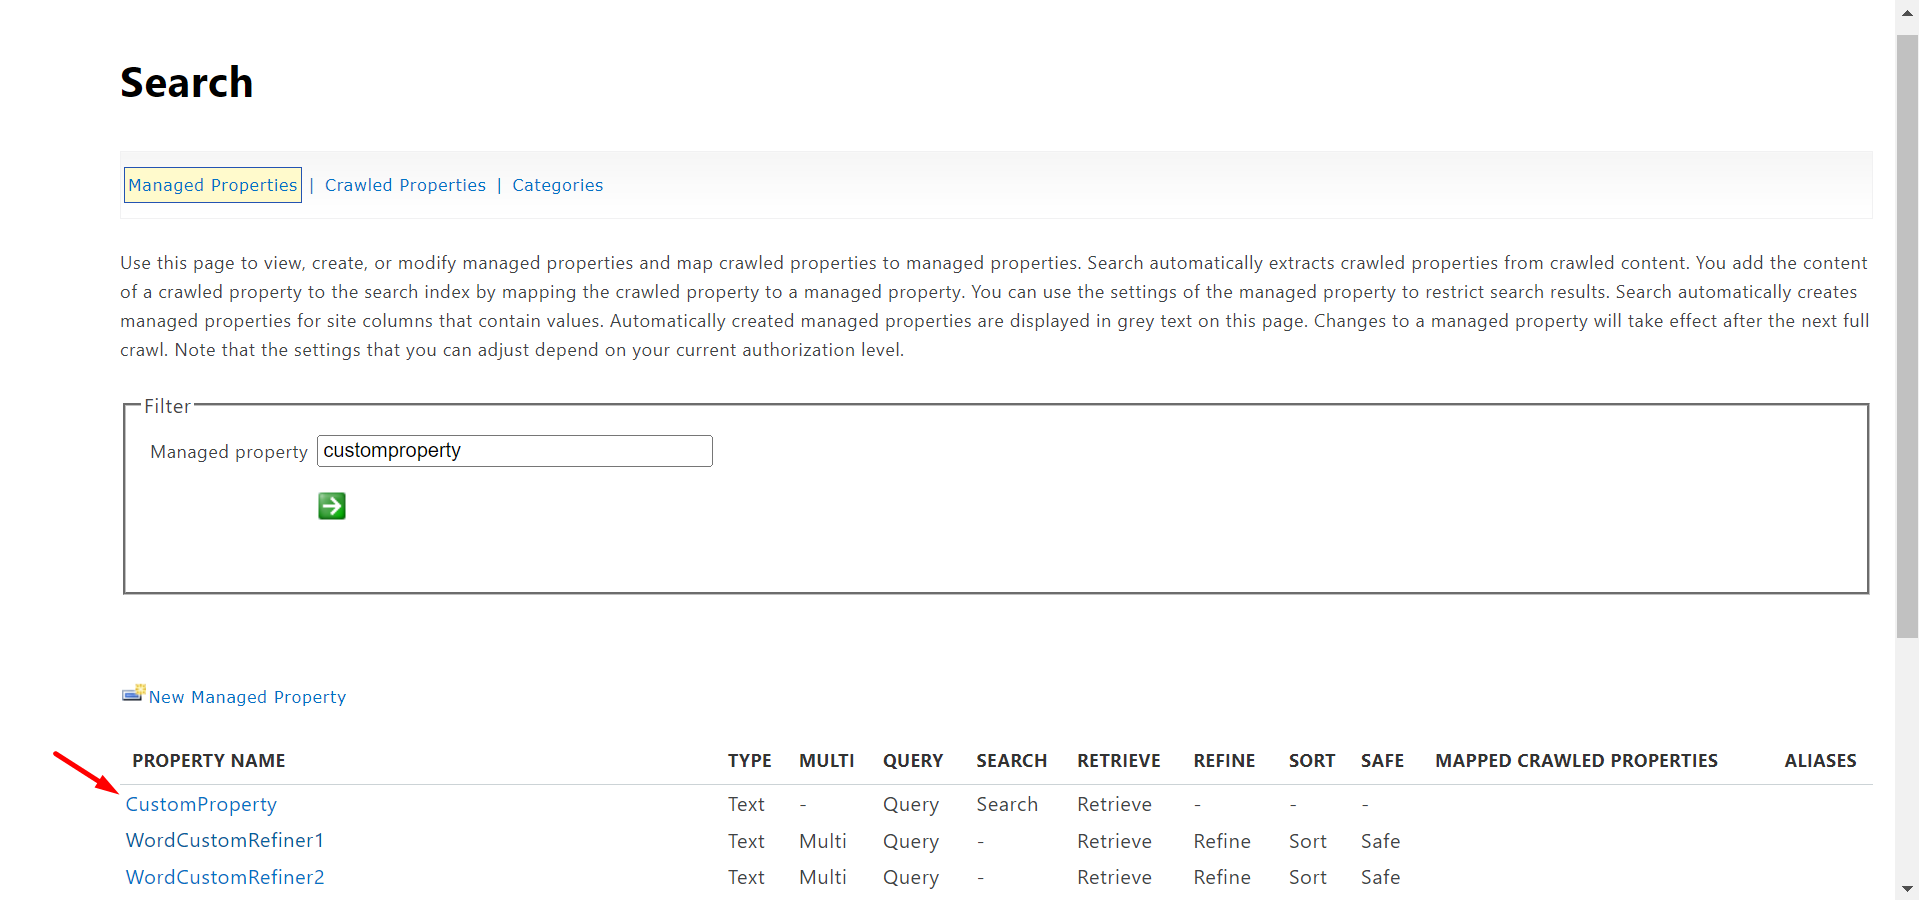 Search
Managed Properties | Crawled Properties | Categories
Use this page to view, create, or modify managed properties and map crawled properties to managed properties. Search automatically extracts crawled properties from crawled content. You add the content
of a crawled property to the search index by mapping the crawled property to a managed property. You can use the settings of the managed property to restrict search results. Search automatically creates
managed properties for site columns that contain values. Automatically created managed properties are displayed in grey text on this page. Changes to a managed property will take effect after the next full
crawl. Note that the settings that you can adjust depend on your current authorization level.
Filter
Managed property customproperty
New Managed Property
PROPERTY NAME TYPE MULTI QUERY SEARCH RETRIEVE REFINE SORT SAFE MAPPED CRAWLED PROPERTIES ALIASES
CustomProperty Text - Query Search Retrieve - - -
WordCustomRefiner1 Text Multi Query - Retrieve Refine Sort Safe
WordCustomRefiner2 Text Multi Query - Retrieve Refine Sort Safe